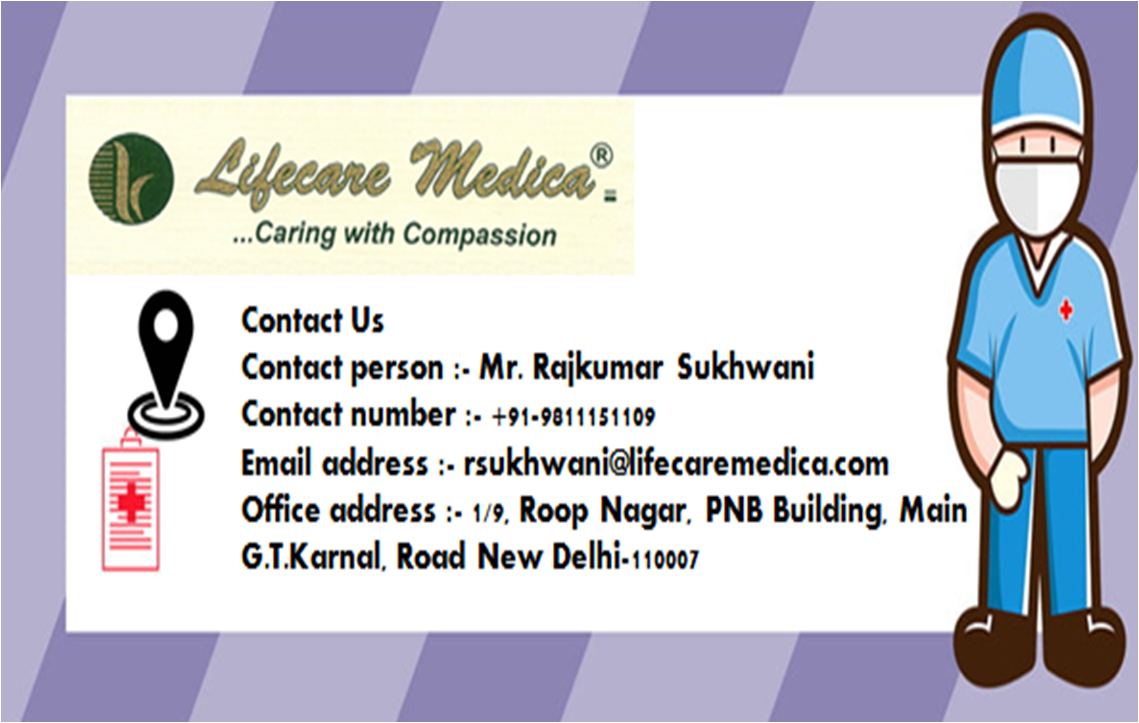 Lifecare Medica®
...Caring with Compassion
Contact Us
Contact person :- Mr. Rajkumar Sukhwani
Contact number :- +91-9811151109
Email address :- rsukhwani@lifecaremedica.com
Office address :- 1/9, Roop Nagar, PNB Building, Main
G.T.Karnal, Road New Delhi-110007